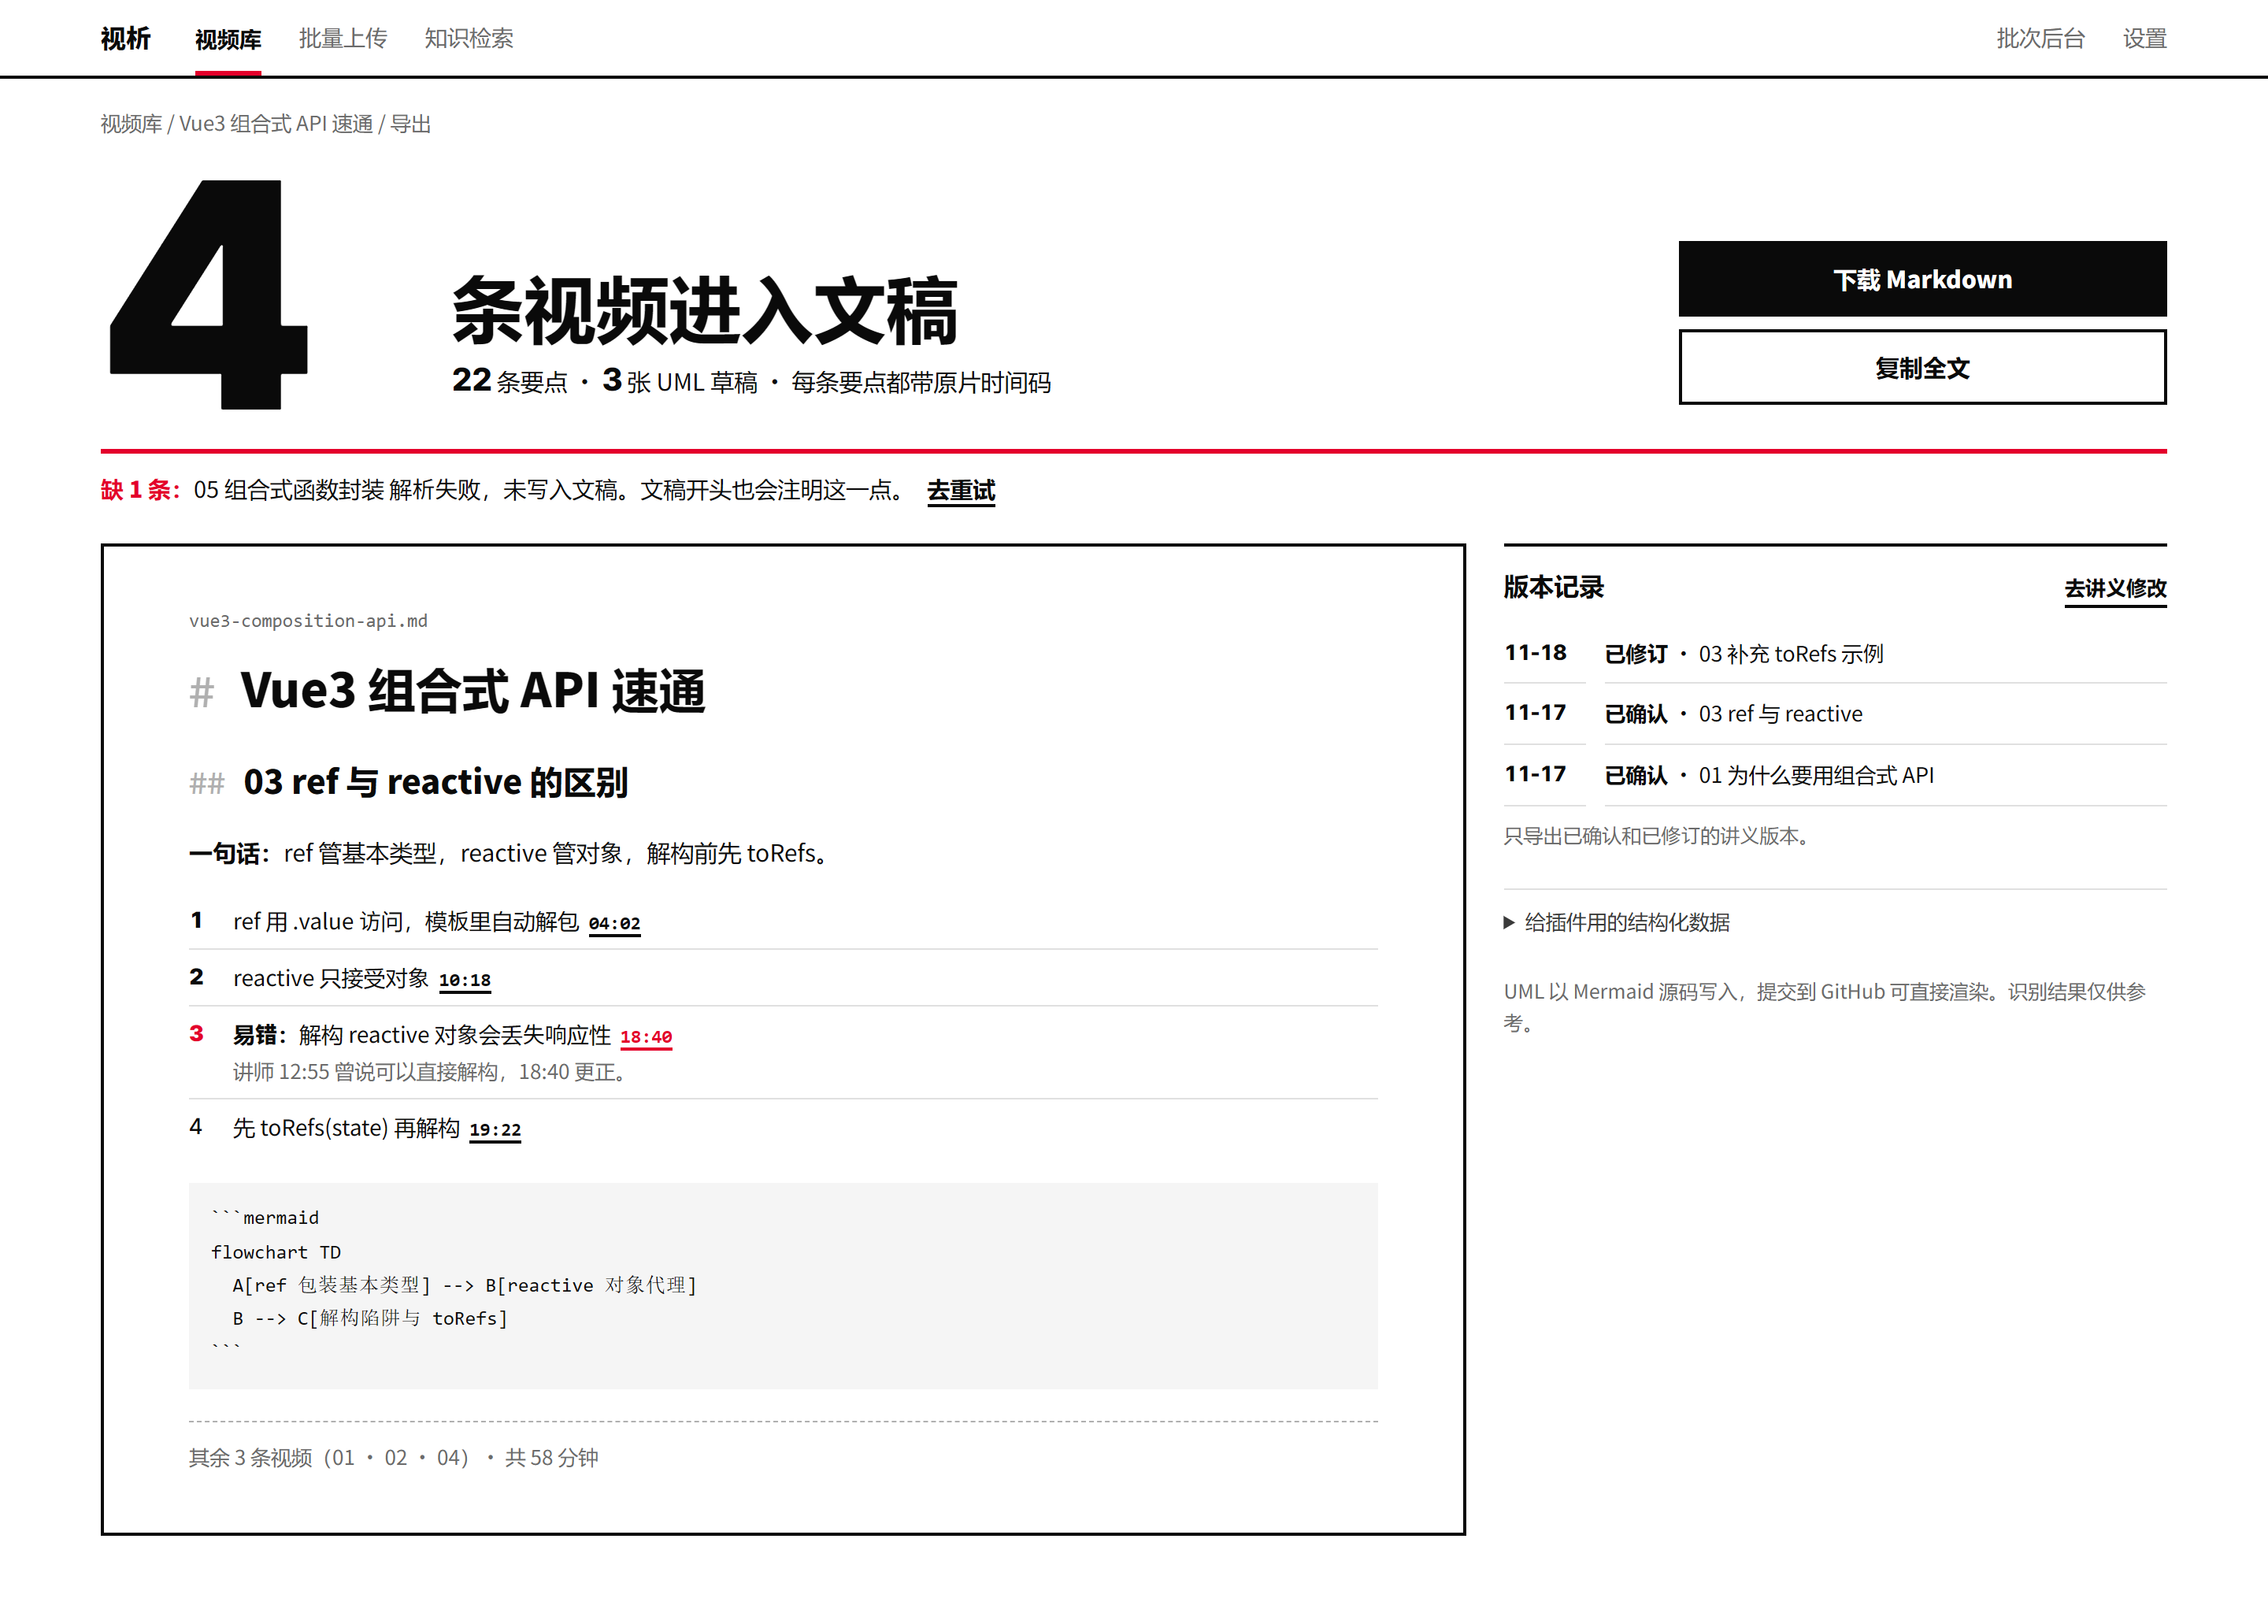 视析 视频库 批量上传 知识检索 批次后台 设置
视频库 / Vue3 组合式 API 速通 / 导出
4
条视频进入文稿
22 条要点 · 3 张 UML 草稿 · 每条要点都带原片时间码
下载 Markdown
复制全文
缺 1 条：05 组合式函数封装 解析失败，未写入文稿。文稿开头也会注明这一点。 去重试
vue3-composition-api.md
# Vue3 组合式 API 速通
## 03 ref 与 reactive 的区别
一句话：ref 管基本类型，reactive 管对象，解构前先 toRefs。
1 ref 用 .value 访问，模板里自动解包 04:02
2 reactive 只接受对象 10:18
3 易错：解构 reactive 对象会丢失响应性 18:40
讲师 12:55 曾说可以直接解构，18:40 更正。
4 先 toRefs(state) 再解构 19:22
```mermaid
flowchart TD
  A[ref 包装基本类型] --> B[reactive 对象代理]
  B --> C[解构陷阱与 toRefs]
```
其余 3 条视频（01 · 02 · 04） · 共 58 分钟
版本记录 去讲义修改
11-18 已修订 · 03 补充 toRefs 示例
11-17 已确认 · 03 ref 与 reactive
11-17 已确认 · 01 为什么要用组合式 API
只导出已确认和已修订的讲义版本。
▶ 给插件用的结构化数据
UML 以 Mermaid 源码写入，提交到 GitHub 可直接渲染。识别结果仅供参
考。